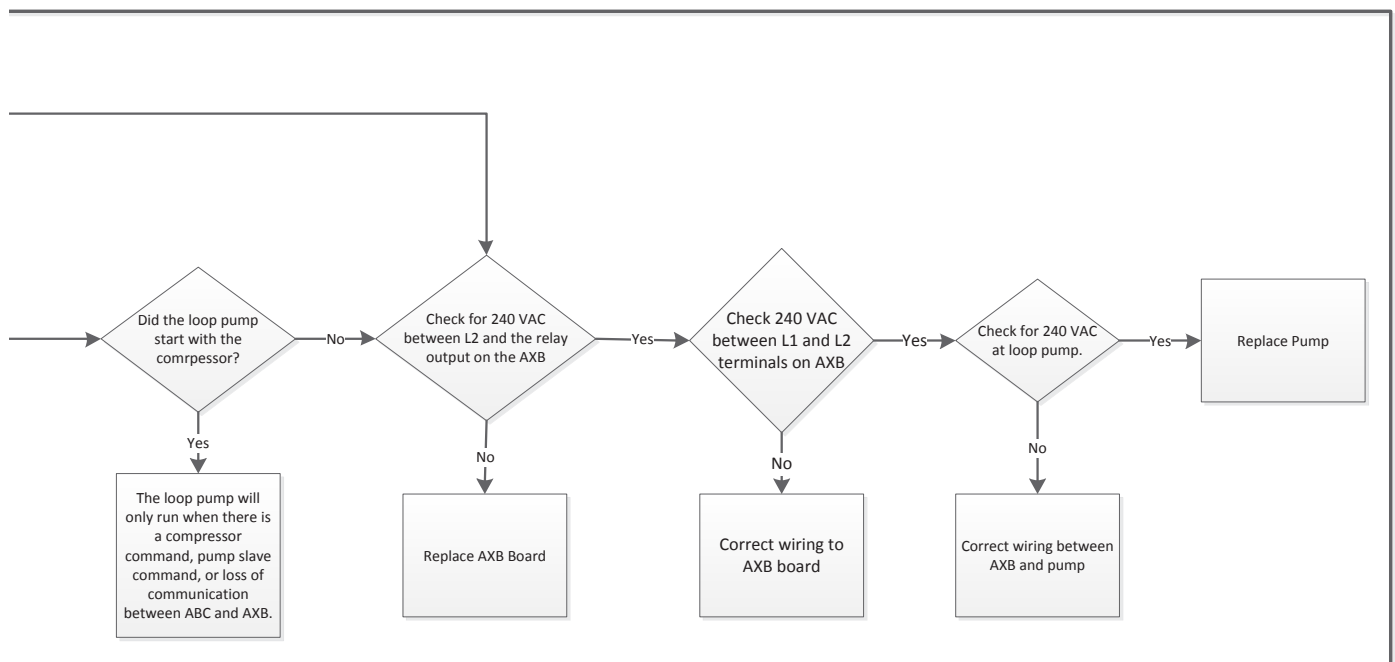 Did the loop pump
start with the
comrpessor?
No
Check for 240 VAC
between L2 and the relay
output on the AXB
Yes
Check 240 VAC
between L1 and L2
terminals on AXB
Yes
Check for 240 VAC
at loop pump.
Yes
Replace Pump
Yes
No
No
No
The loop pump will
only run when there is
a compressor
command, pump slave
command, or loss of
communication
between ABC and AXB.
Replace AXB Board
Correct wiring to
AXB board
Correct wiring between
AXB and pump